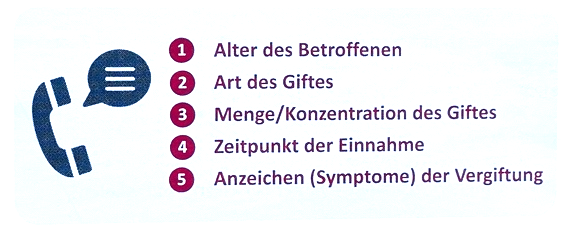 1 Alter des Betroffenen
2 Art des Giftes
3 Menge/Konzentration des Giftes
4 Zeitpunkt der Einnahme
5 Anzeichen (Symptome) der Vergiftung